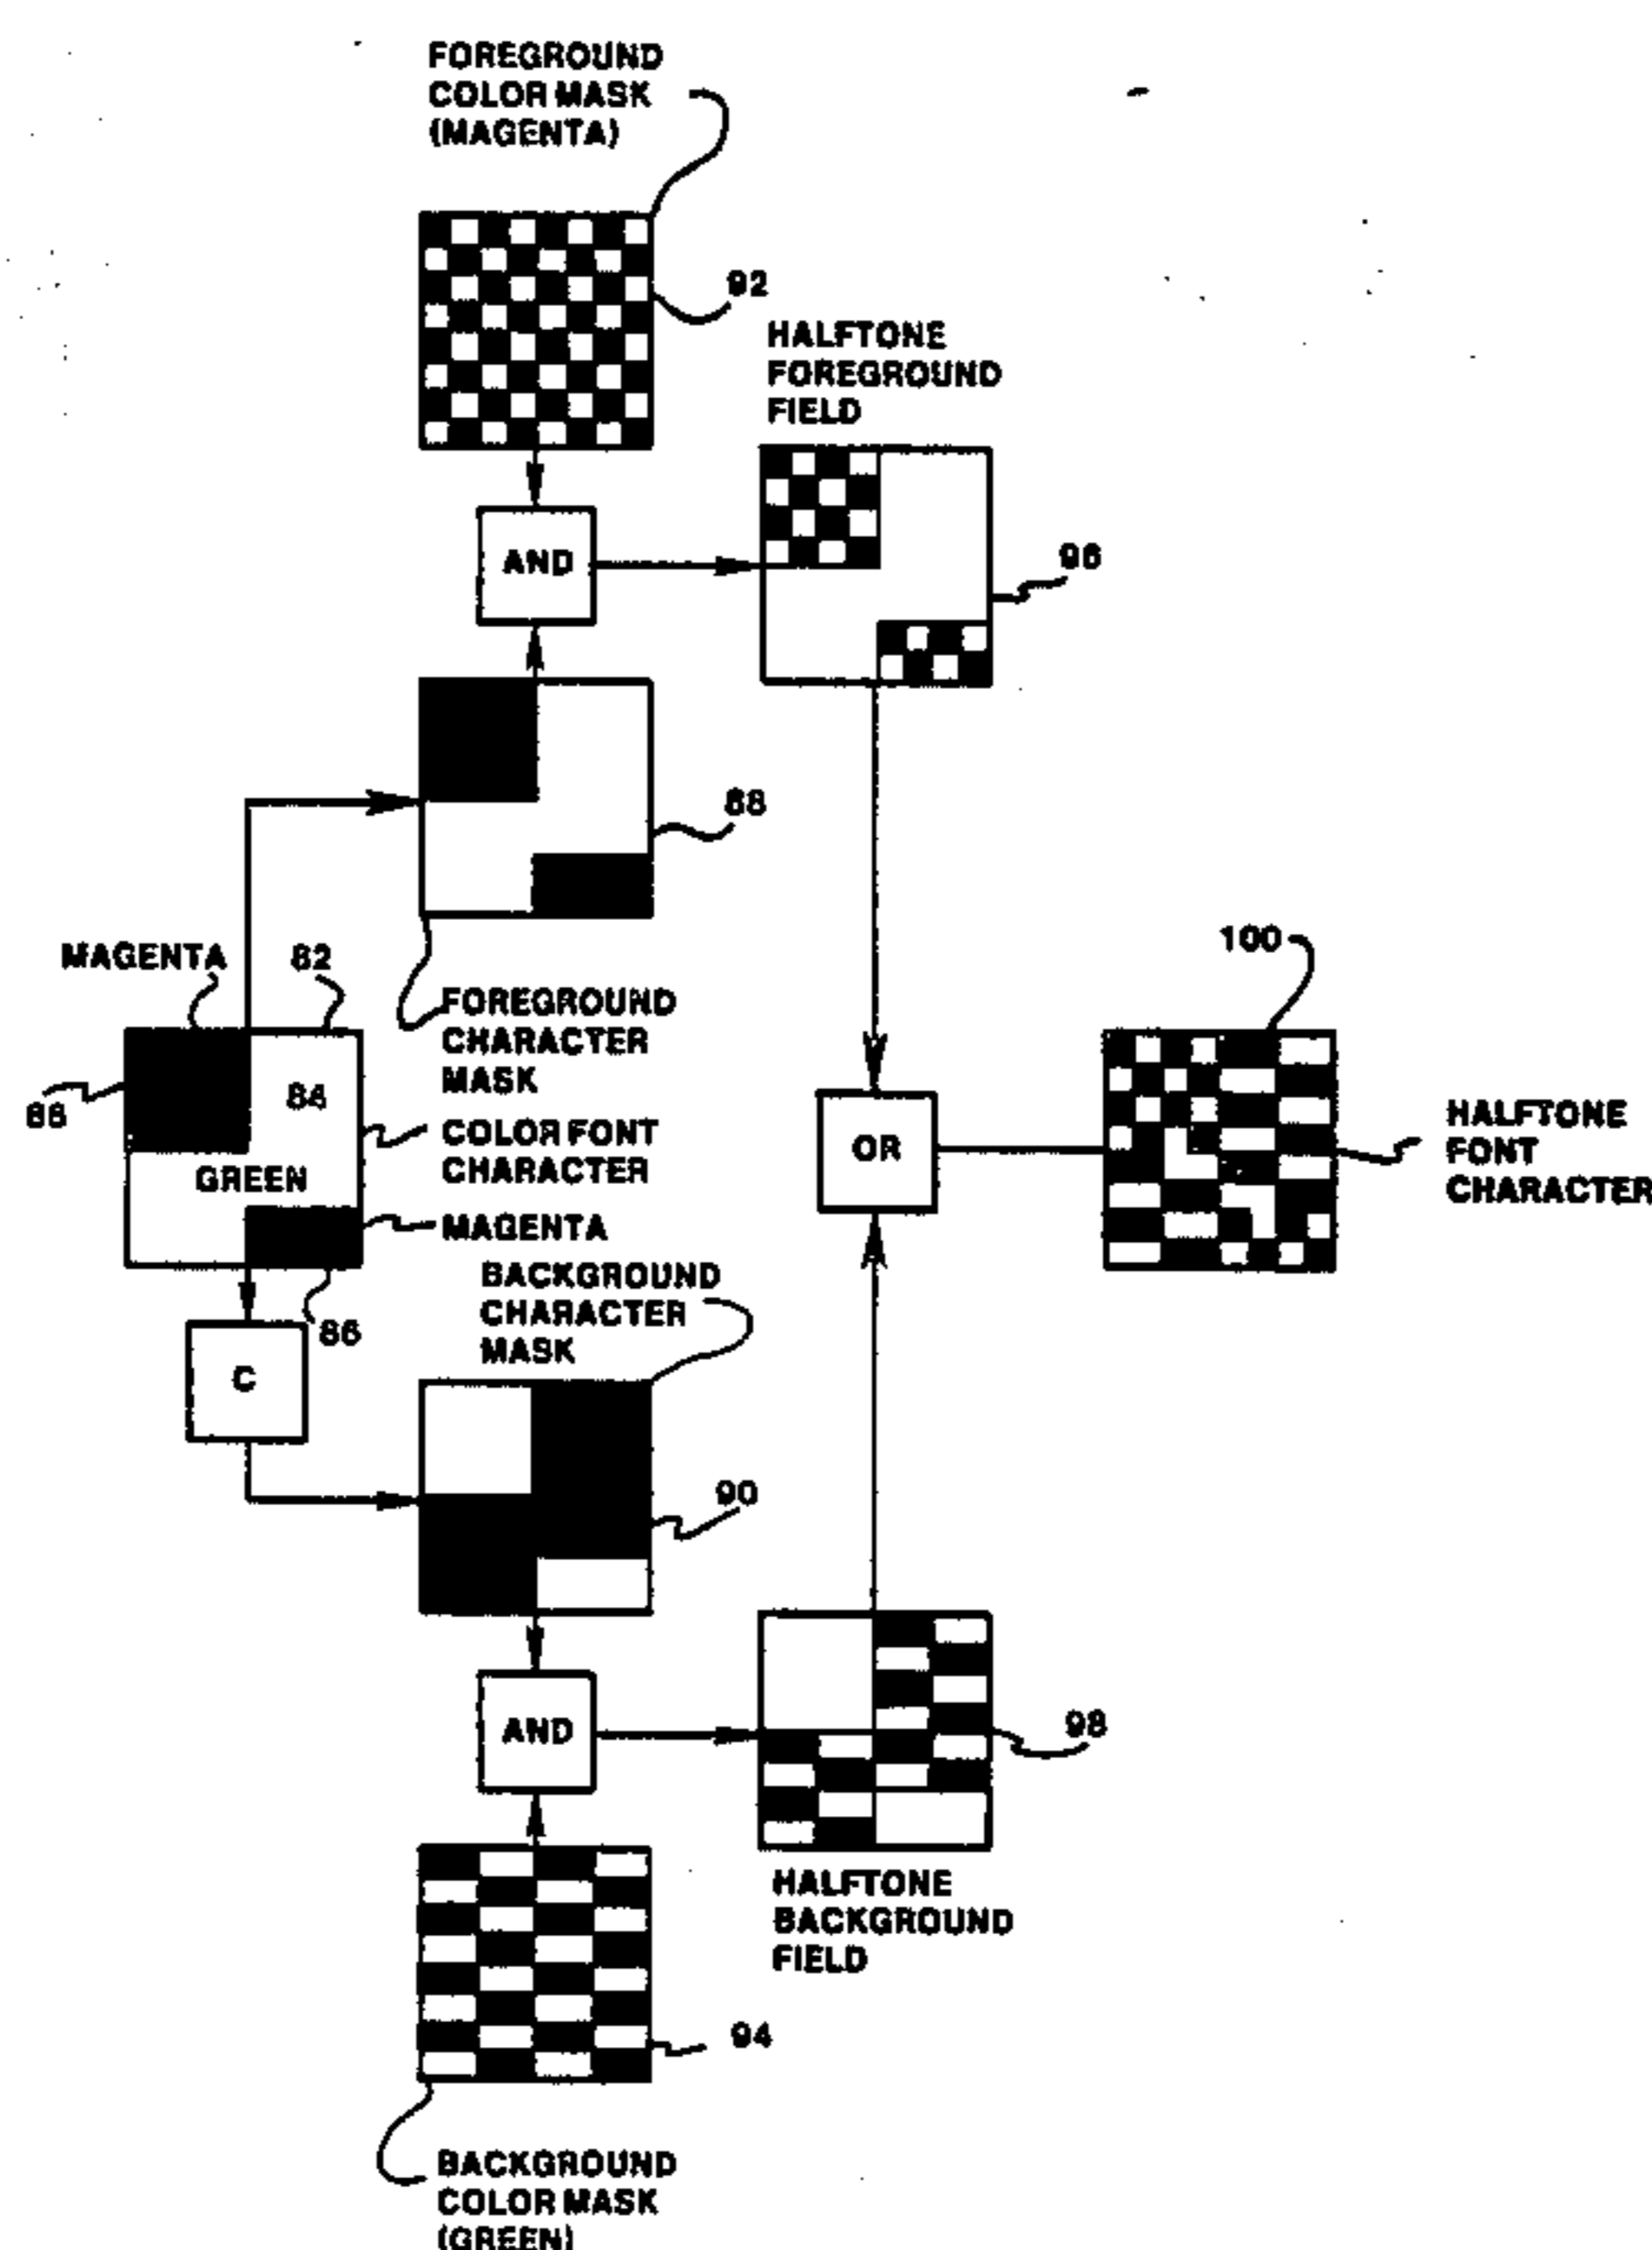 FOREGROUND
COLOR MASK
(MAGENTA)
92
HALFTONE
FOREGROUND
FIELD
AND
96
88
MAGENTA
82
FOREGROUND
CHARACTER
MASK
100
86
84
COLOR FONT
CHARACTER
GREEN
MAGENTA
OR
HALFTONE
FONT
CHARACTER
BACKGROUND
CHARACTER
MASK
86
C
90
AND
98
HALFTONE
BACKGROUND
FIELD
94
BACKGROUND
COLOR MASK
(GREEN)